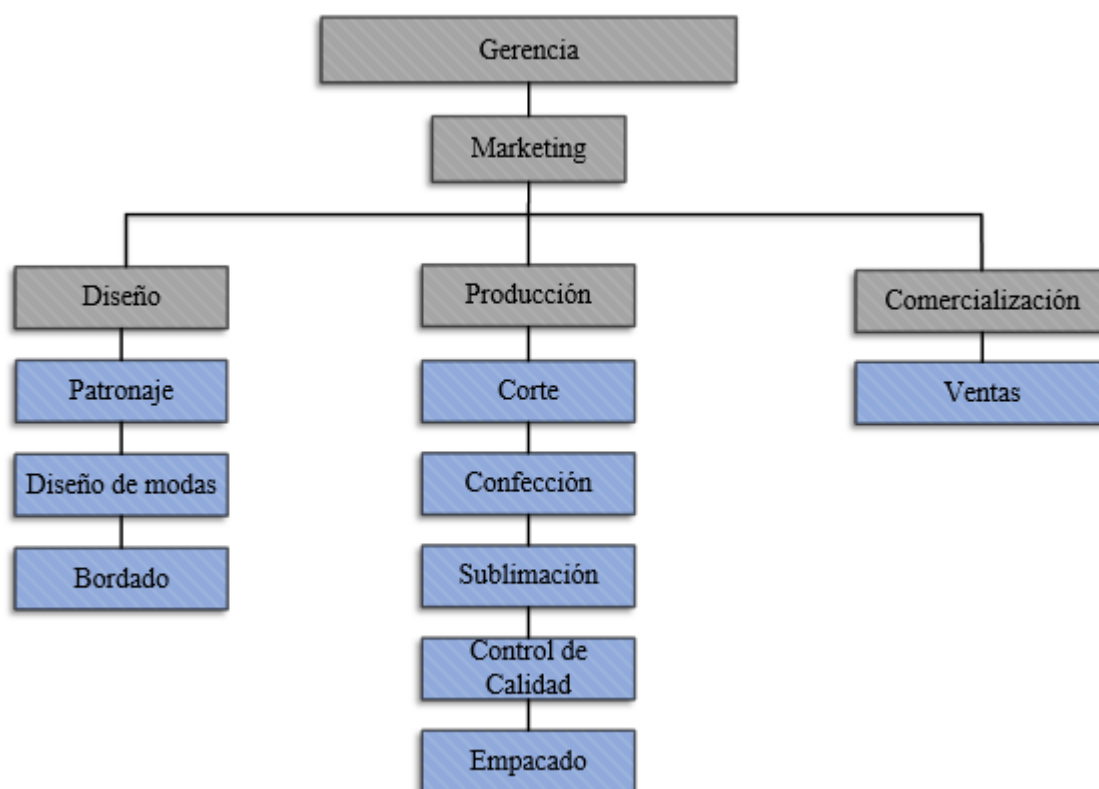 Gerencia
Marketing
Diseño
Producción
Comercialización
Patronaje
Corte
Ventas
Diseño de modas
Confección
Bordado
Sublimación
Control de
Calidad
Empacado